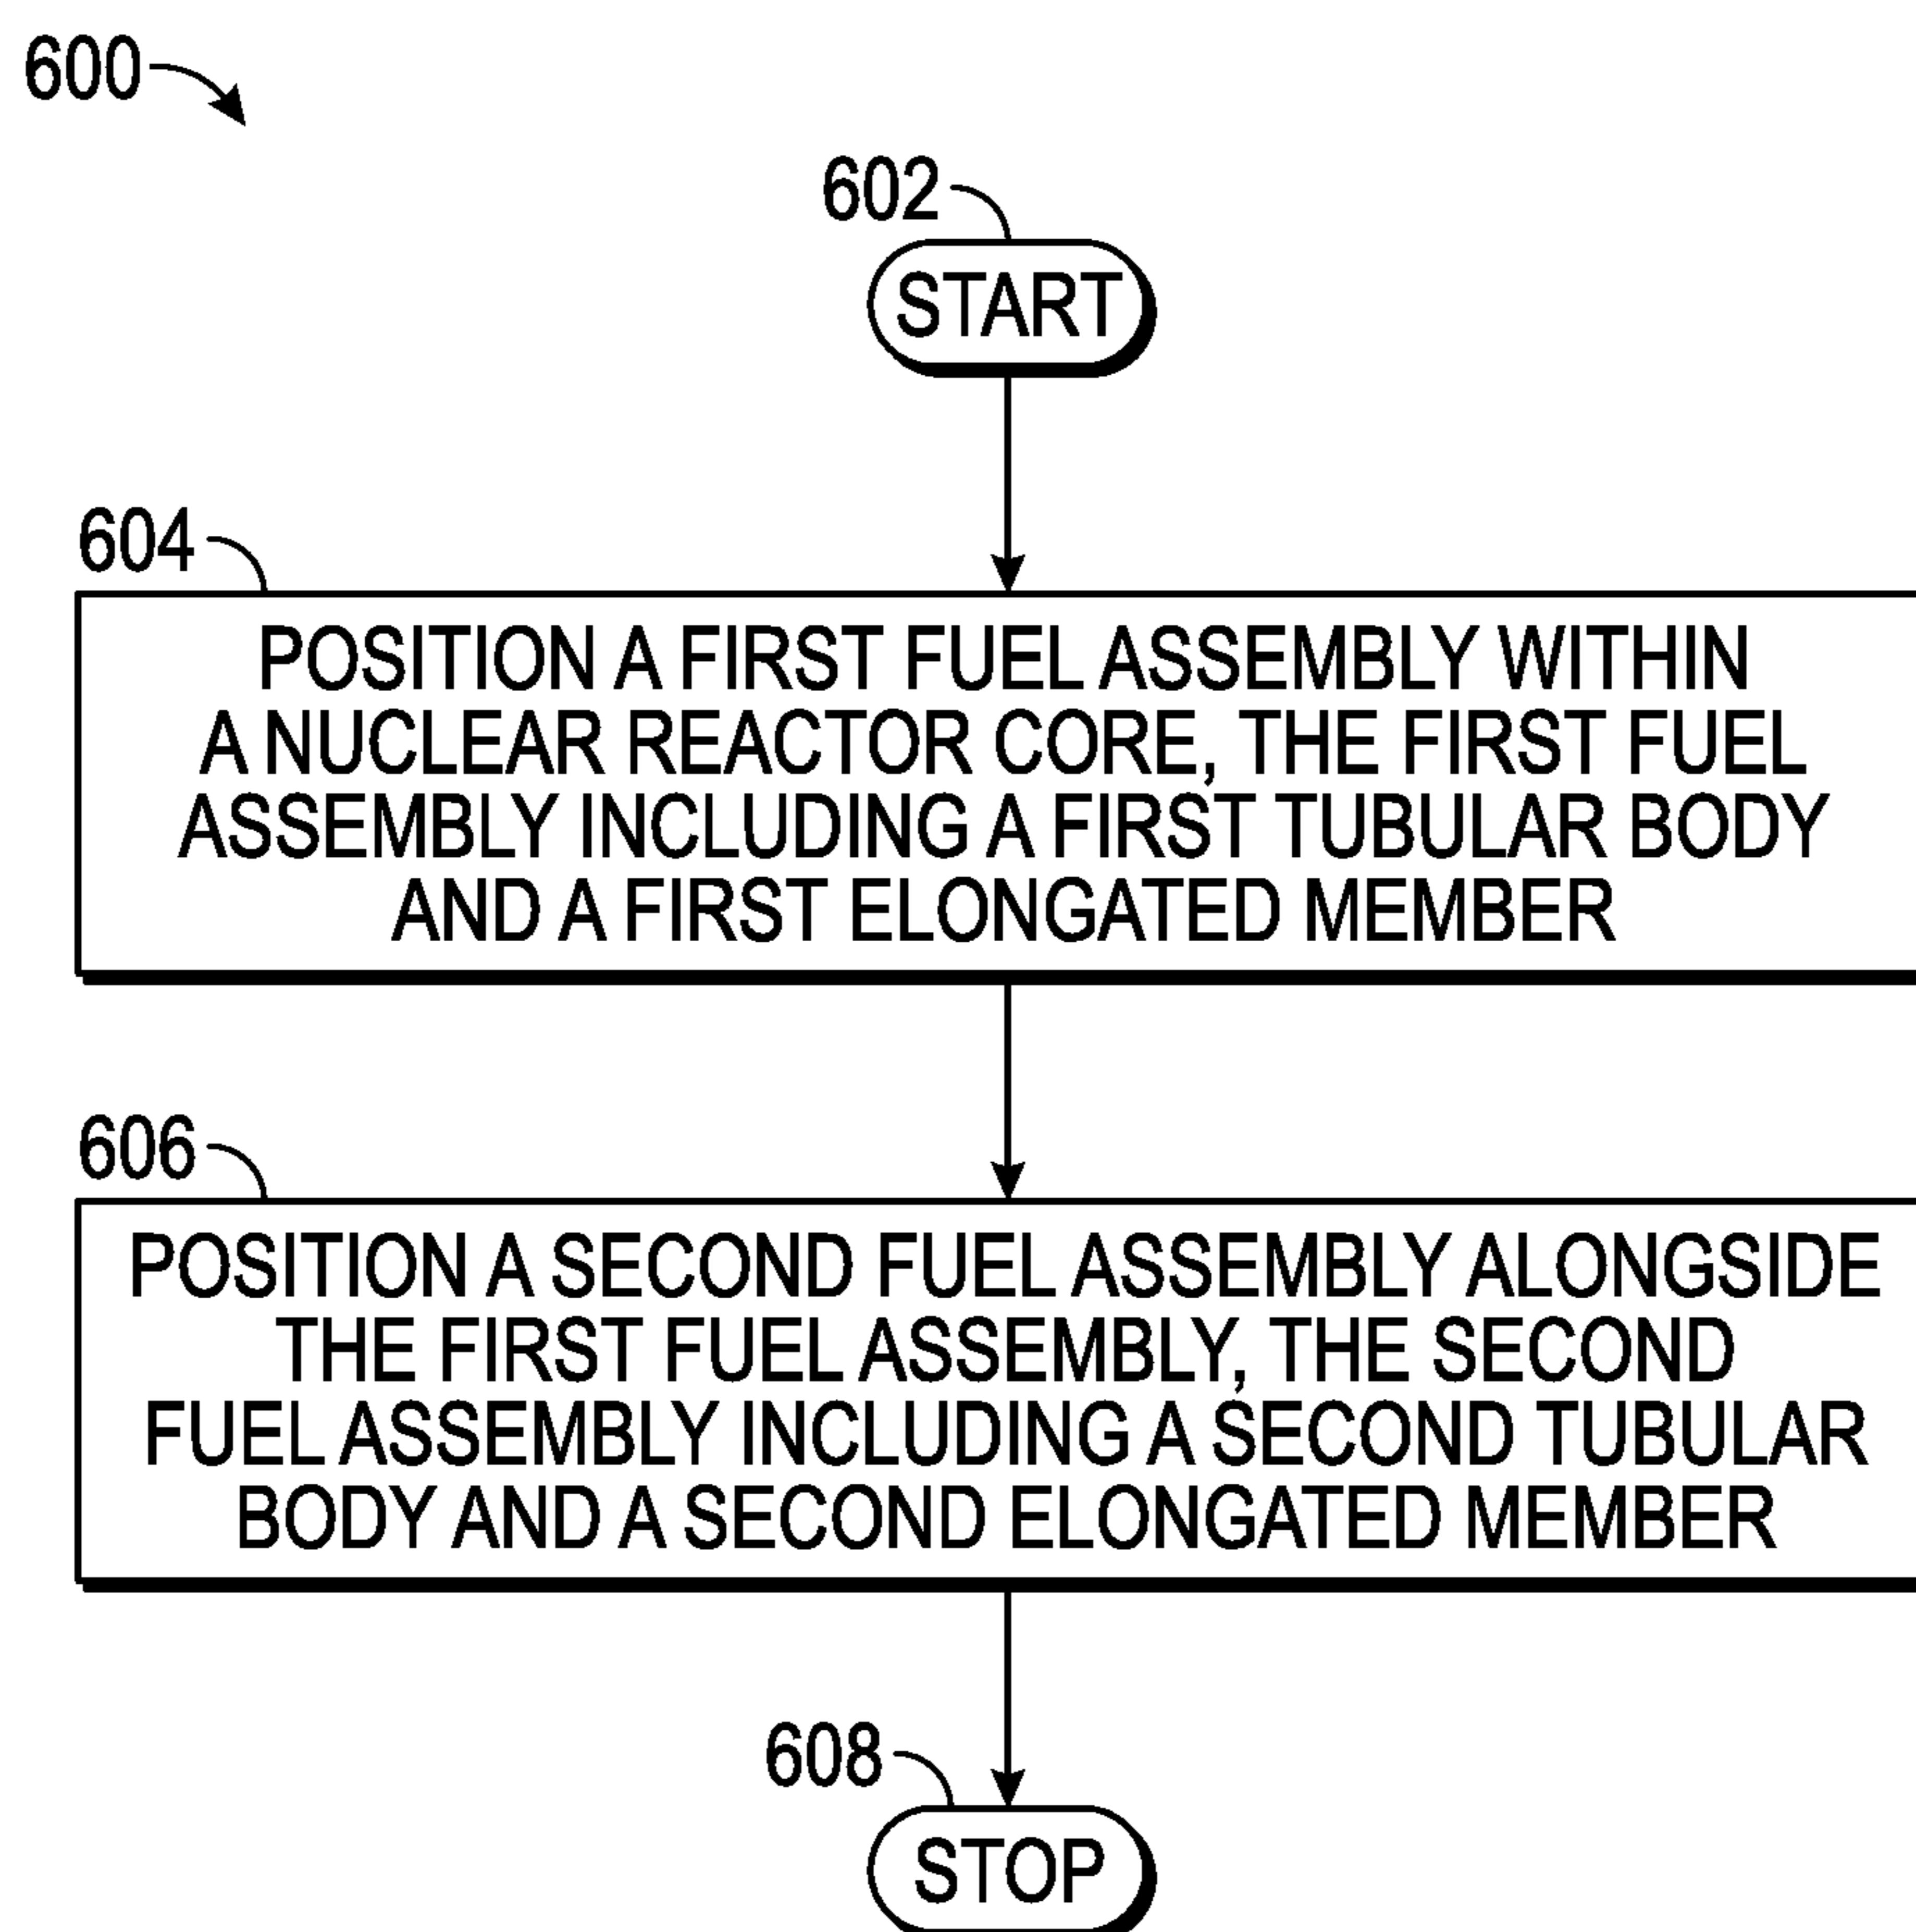 600
602
START
604
POSITION A FIRST FUEL ASSEMBLY WITHIN
A NUCLEAR REACTOR CORE, THE FIRST FUEL
ASSEMBLY INCLUDING A FIRST TUBULAR BODY
AND A FIRST ELONGATED MEMBER
606
POSITION A SECOND FUEL ASSEMBLY ALONGSIDE
THE FIRST FUEL ASSEMBLY, THE SECOND
FUEL ASSEMBLY INCLUDING A SECOND TUBULAR
BODY AND A SECOND ELONGATED MEMBER
608
STOP